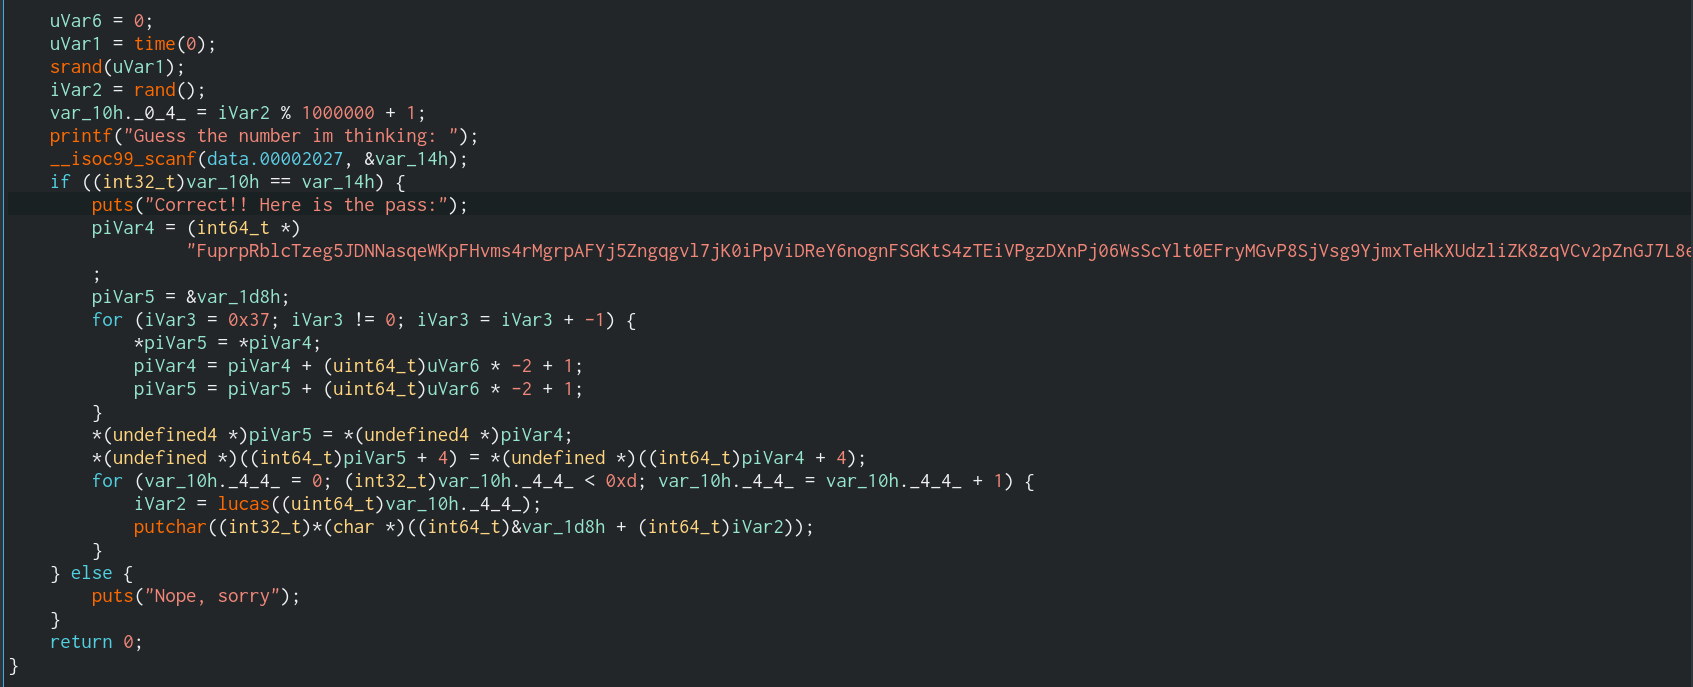 uVar6 = 0;
uVar1 = time(0);
srand(uVar1);
iVar2 = rand();
var_10h._0_4_ = iVar2 % 1000000 + 1;
printf("Guess the number im thinking: ");
__isoc99_scanf(data.00002027, &var_14h);
if ((int32_t)var_10h == var_14h) {
puts("Correct!! Here is the pass:");
piVar4 = (int64_t *)
"FuprpRblcTzeg5JDNNasqeWKpFHvms4rMgrpAFYj5Zngqgvl7jK0iPpViDReY6nognFSGKtS4zTEiVPgzDXnPj06WsScYlt0EFryMGvP8SjVsg9YjmxTeHkXUdzliZK8zqVCv2pZnGJ7L8e
;
piVar5 = &var_1d8h;
for (iVar3 = 0x37; iVar3 != 0; iVar3 = iVar3 + -1) {
*piVar5 = *piVar4;
piVar4 = piVar4 + (uint64_t)uVar6 * -2 + 1;
piVar5 = piVar5 + (uint64_t)uVar6 * -2 + 1;
}
*(undefined4 *)piVar5 = *(undefined4 *)piVar4;
*(undefined *)((int64_t)piVar5 + 4) = *(undefined *)((int64_t)piVar4 + 4);
for (var_10h._4_4_ = 0; (int32_t)var_10h._4_4_ < 0xd; var_10h._4_4_ = var_10h._4_4_ + 1) {
iVar2 = lucas((uint64_t)var_10h._4_4_);
putchar((int32_t)*(char *)((int64_t)&var_1d8h + (int64_t)iVar2));
}
} else {
puts("Nope, sorry");
}
return 0;
}